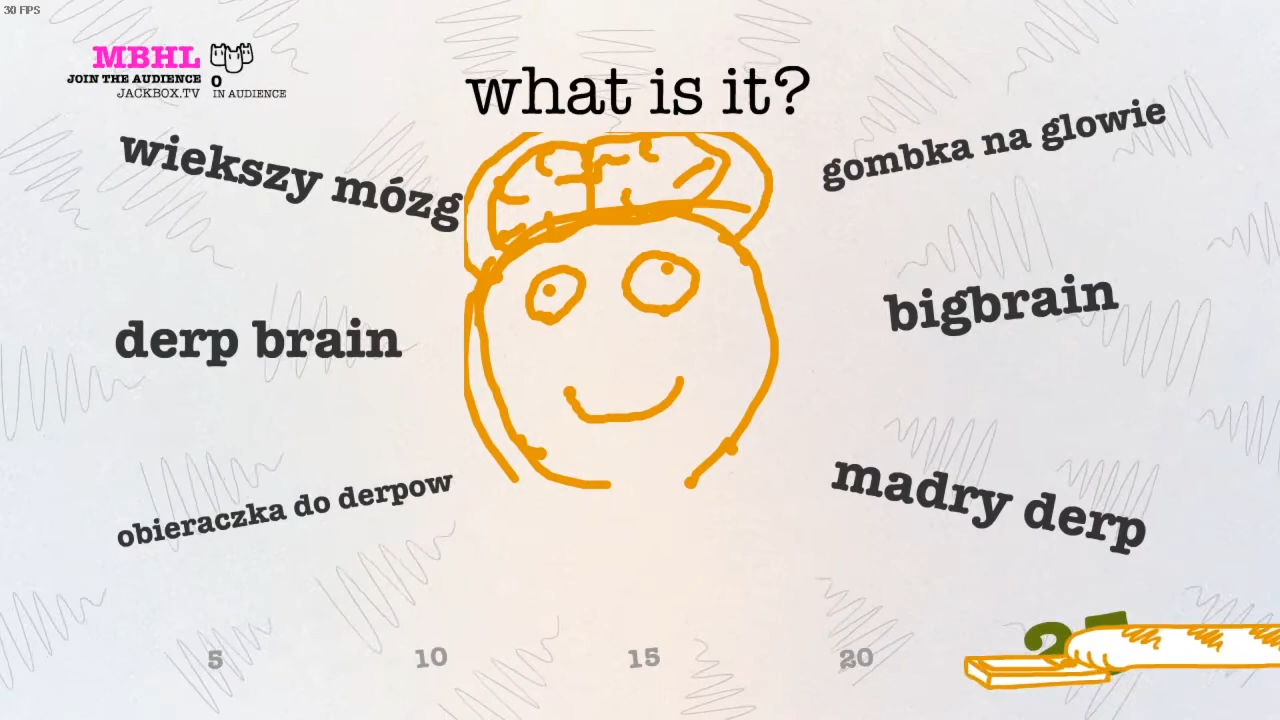 30 FPS
MBHL
JOIN THE AUDIENCE
JACKBOX.TV
0
IN AUDIENCE
what is it?
wiekszy mózg
gombka na glowie
derp brain
bigbrain
obieraczka do derpow
madry derp
5 10 15 20